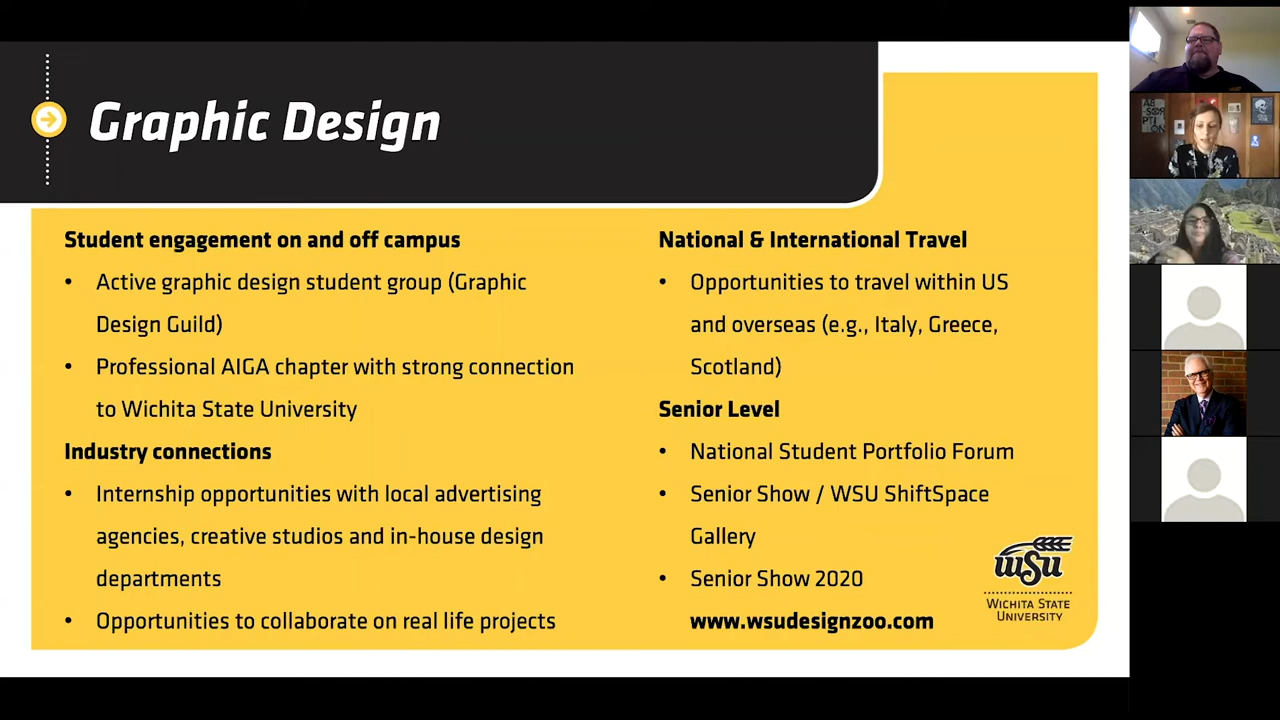 Graphic Design
Student engagement on and off campus
• Active graphic design student group (Graphic
Design Guild)
• Professional AIGA chapter with strong connection
to Wichita State University
Industry connections
• Internship opportunities with local advertising
agencies, creative studios and in-house design
departments
• Opportunities to collaborate on real life projects
National & International Travel
• Opportunities to travel within US
and overseas (e.g., Italy, Greece,
Scotland)
Senior Level
• National Student Portfolio Forum
• Senior Show / WSU ShiftSpace
Gallery
• Senior Show 2020
www.wsudesignzoo.com
wsu
WICHITA STATE
UNIVERSITY
AB
SORP
TION